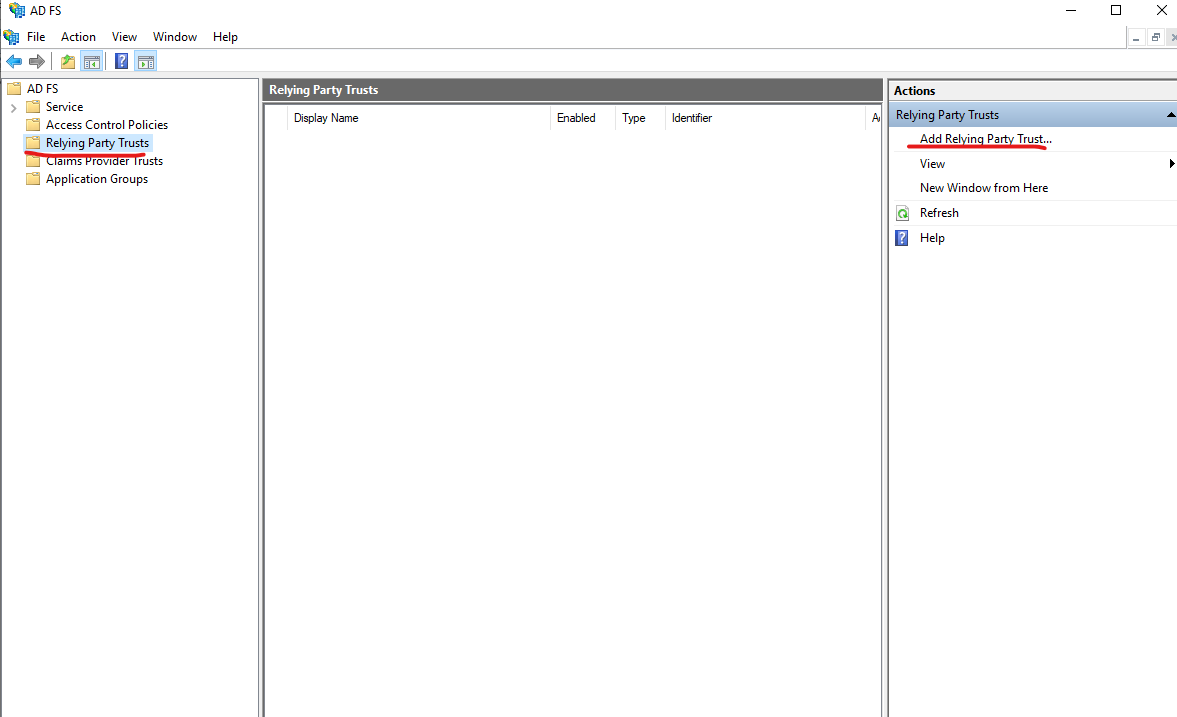 AD FS
File Action View Window Help
AD FS
Service
Access Control Policies
Relying Party Trusts
Claims Provider Trusts
Application Groups
Relying Party Trusts
Display Name Enabled Type Identifier
Actions
Relying Party Trusts
Add Relying Party Trust...
View
New Window from Here
Refresh
Help